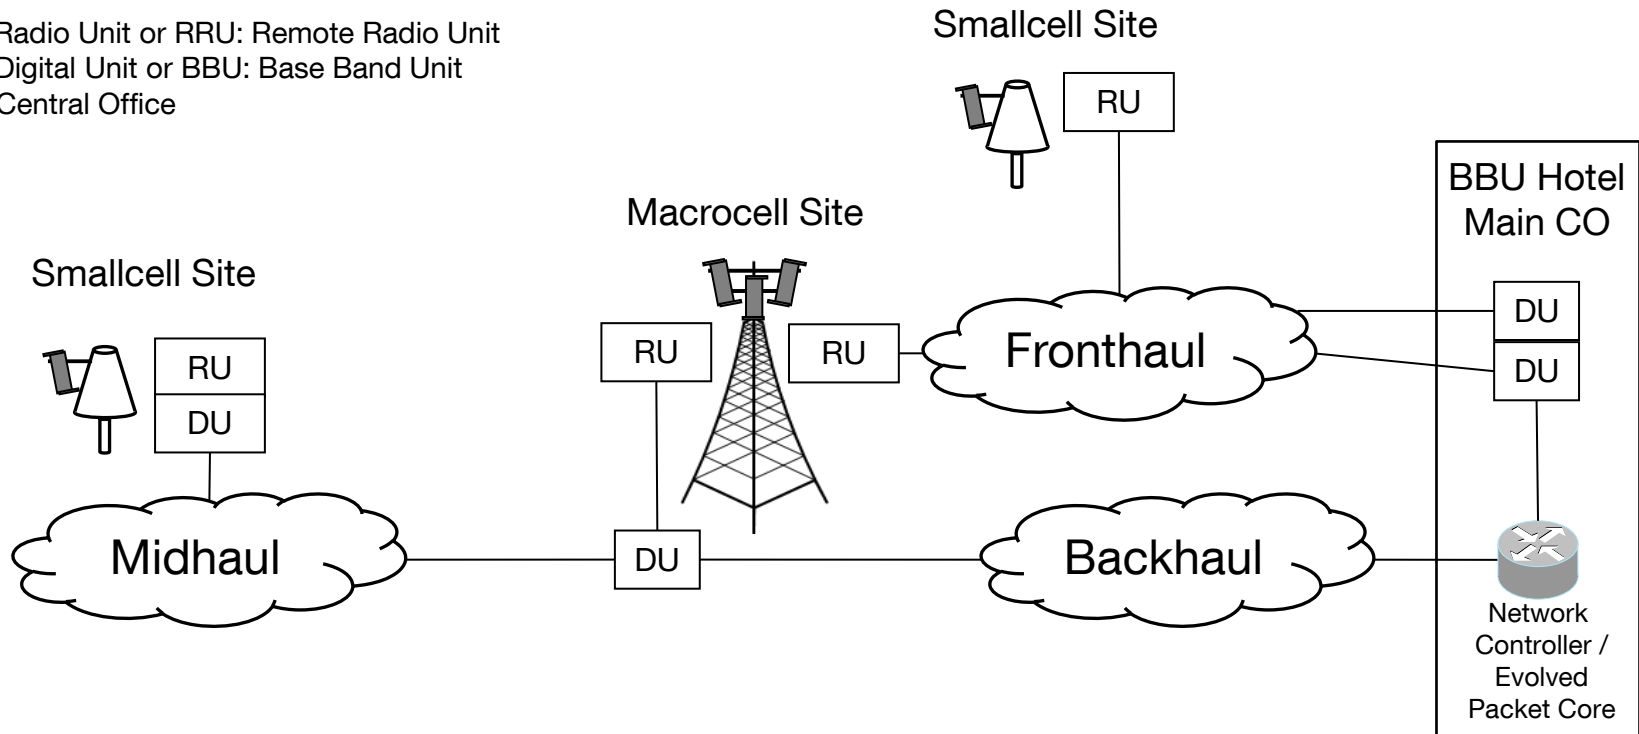 Radio Unit or RRU: Remote Radio Unit
Digital Unit or BBU: Base Band Unit
Central Office
Smallcell Site
RU
BBU Hotel
Main CO
Macrocell Site
Smallcell Site
RU
DU
RU
RU
Fronthaul
DU
DU
Midhaul
DU
Backhaul
Network
Controller /
Evolved
Packet Core